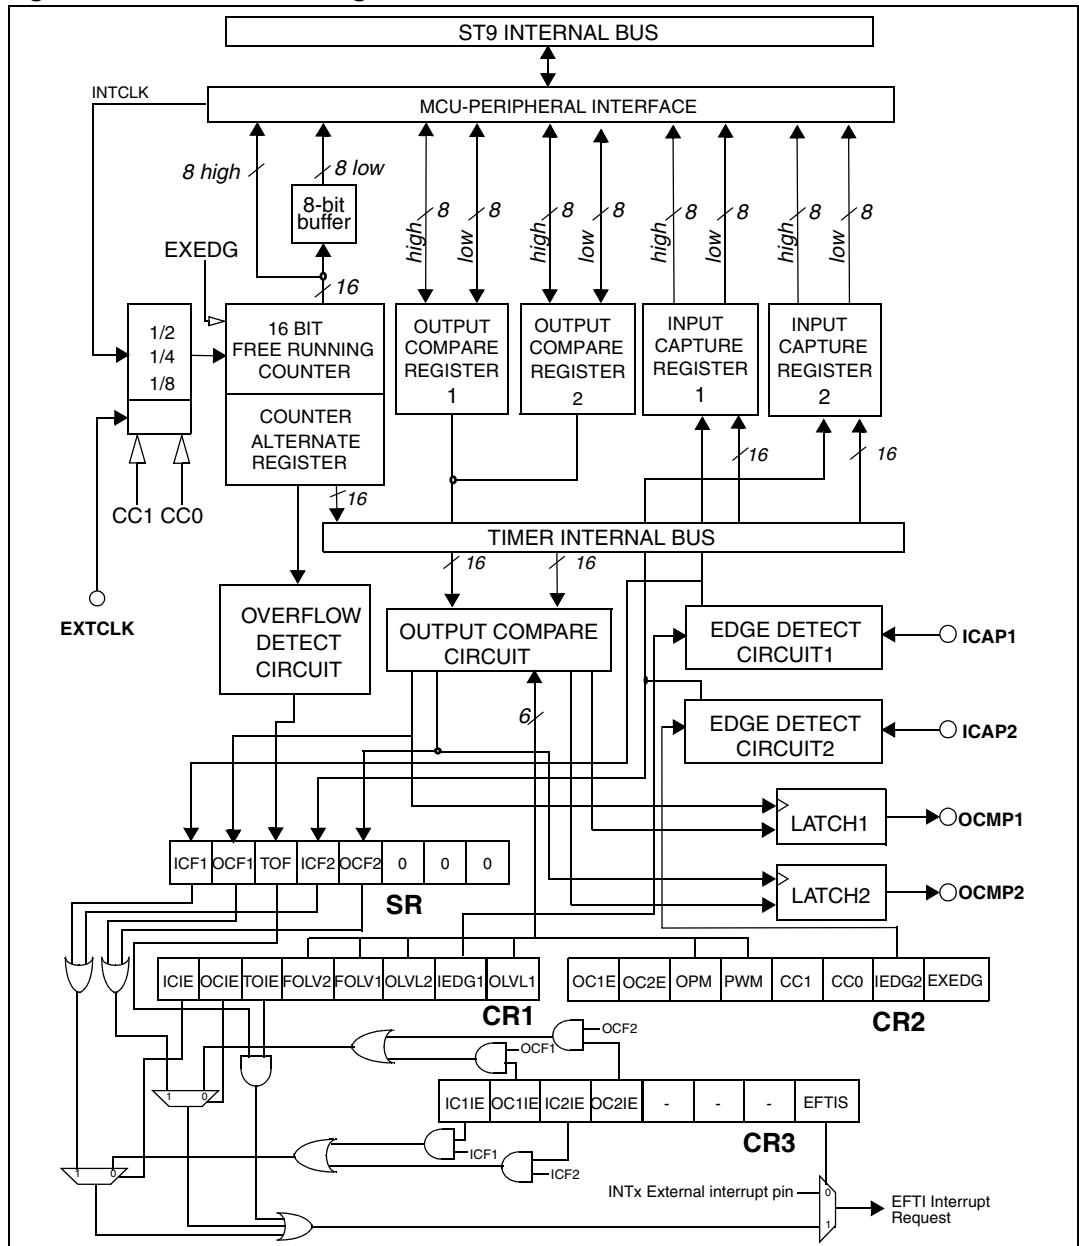 ST9 INTERNAL BUS
INTCLK
MCU-PERIPHERAL INTERFACE
8 high
8 low
8-bit
buffer
high
8
low
8
high
8
low
8
high
8
low
8
high
8
low
8
EXEDG
16
1/2
1/4
1/8
16 BIT
FREE RUNNING
COUNTER
COUNTER
ALTERNATE
REGISTER
OUTPUT
COMPARE
REGISTER
1
OUTPUT
COMPARE
REGISTER
2
INPUT
CAPTURE
REGISTER
1
INPUT
CAPTURE
REGISTER
2
16
16
16
CC1 CC0
TIMER INTERNAL BUS
16
16
EXTCLK
OVERFLOW
DETECT
CIRCUIT
OUTPUT COMPARE
CIRCUIT
EDGE DETECT
CIRCUIT1
ICAP1
6
EDGE DETECT
CIRCUIT2
ICAP2
LATCH1
OCMP1
LATCH2
OCMP2
ICF1 OCF1 TOF ICF2 OCF2 0 0 0
SR
ICIE OCIE TOIE FOLV2 FOLV1 OLVL2 IEDG1 OLVL1
CR1
OC1E OC2E OPM PWM CC1 CC0 IEDG2 EXEDG
CR2
OCF2
OCF1
1 0
IC1IE OC1IE IC2IE OC2IE - - - EFTIS
CR3
ICF1
ICF2
1 0
INTx External interrupt pin
0
1
EFTI Interrupt
Request